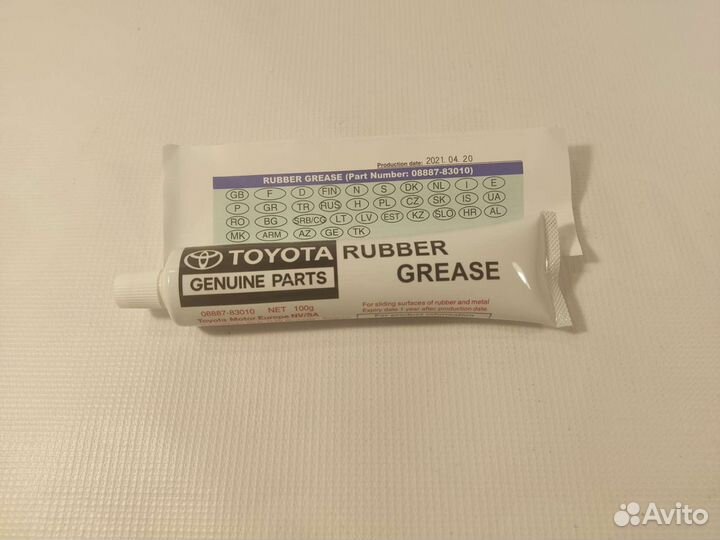 Production date: 2021. 04. 20
RUBBER GREASE (Part Number: 08887-83010)
GB F D FIN N S DK NL I E
P GR TR RUS H PL CZ SK IS UA
RO BG SRB/CG LT LV EST KZ SLO HR AL
MK ARM AZ GE TK
TOYOTA
GENUINE PARTS
RUBBER
GREASE
08887-83010 NET 100g
Toyota Motor Europe NV/SA
For sliding surfaces of rubber and metal
Expiry date 1 year after production date
For product information
Avito